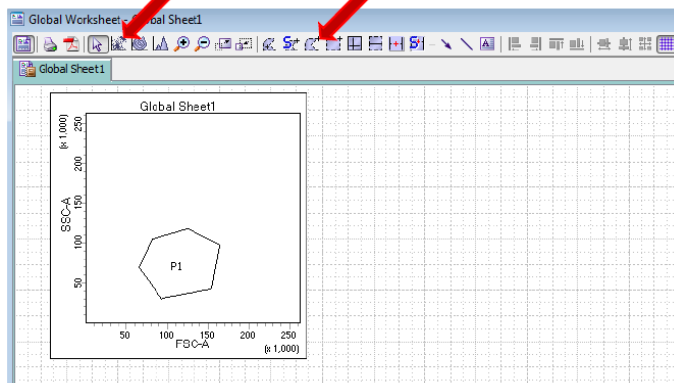 Global Worksheet - Global Sheet1
Global Sheet1
Global Sheet1
(x 1,000)
250
200
150
100
50
SSC-A
P1
50 100 150 200 250
FSC-A
(x 1,000)